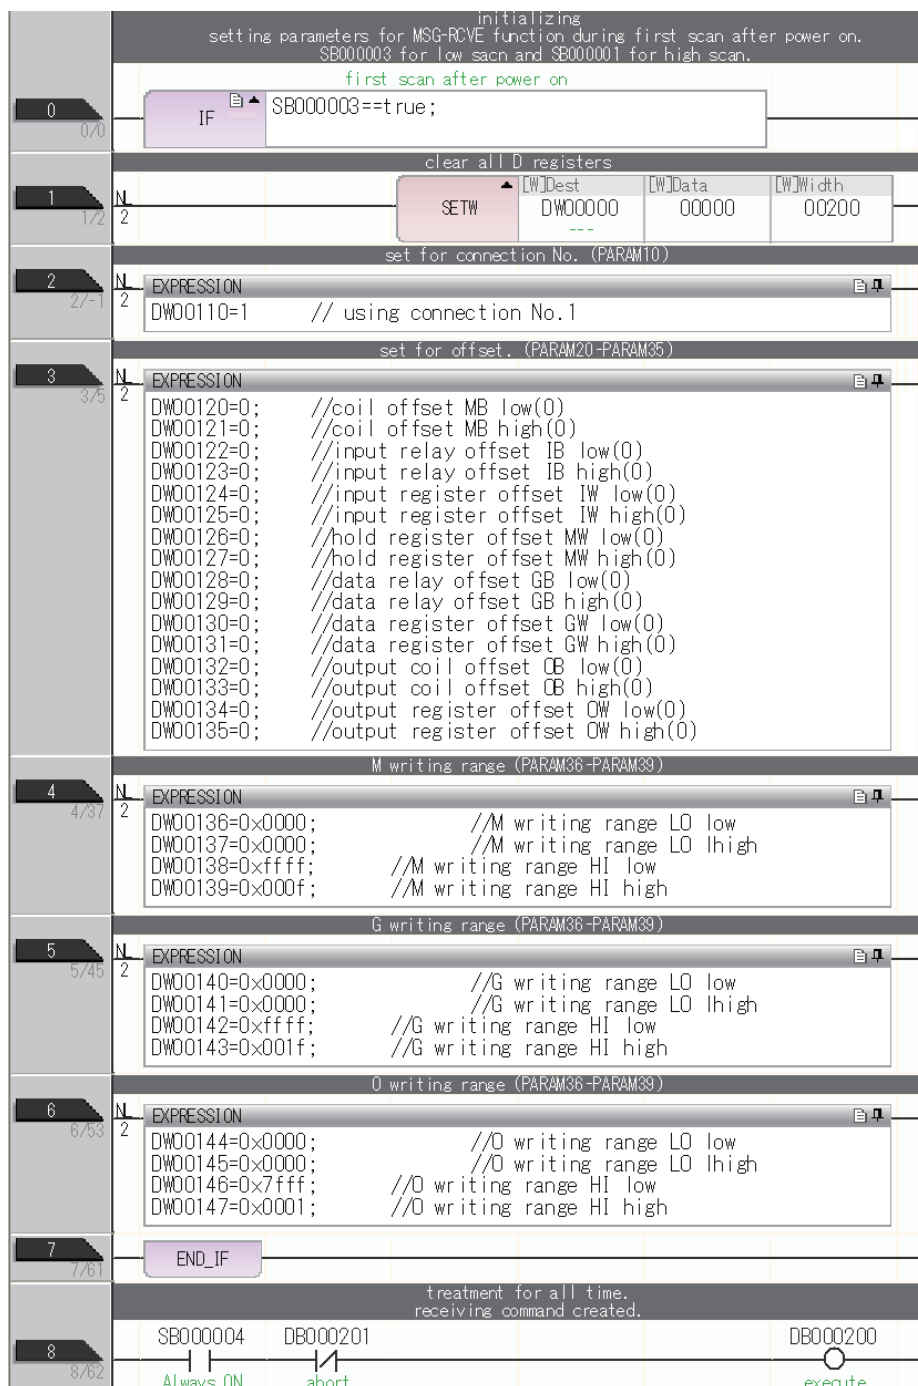 initializing
setting parameters for MSG-RCVE function during first scan after power on.
SB000003 for low sacn and SB000001 for high scan.
first scan after power on
0
0/0
IF
SB000003==true;
clear all D registers
1
1/2
NL
2
SETW
[W]Dest
DW00000
---
[W]Data
00000
[W]Width
00200
set for connection No. (PARAM10)
2
2/-1
NL
2
EXPRESSION
DW00110=1 // using connection No.1
set for offset. (PARAM20-PARAM35)
3
3/5
NL
2
EXPRESSION
DW00120=0; //coil offset MB low(0)
DW00121=0; //coil offset MB high(0)
DW00122=0; //input relay offset IB low(0)
DW00123=0; //input relay offset IB high(0)
DW00124=0; //input register offset IW low(0)
DW00125=0; //input register offset IW high(0)
DW00126=0; //hold register offset MW low(0)
DW00127=0; //hold register offset MW high(0)
DW00128=0; //data relay offset GB low(0)
DW00129=0; //data relay offset GB high(0)
DW00130=0; //data register offset GW low(0)
DW00131=0; //data register offset GW high(0)
DW00132=0; //output coil offset OB low(0)
DW00133=0; //output coil offset OB high(0)
DW00134=0; //output register offset OW low(0)
DW00135=0; //output register offset OW high(0)
M writing range (PARAM36-PARAM39)
4
4/37
NL
2
EXPRESSION
DW00136=0x0000; //M writing range LO low
DW00137=0x0000; //M writing range LO lhigh
DW00138=0xffff; //M writing range HI low
DW00139=0x000f; //M writing range HI high
G writing range (PARAM36-PARAM39)
5
5/45
NL
2
EXPRESSION
DW00140=0x0000; //G writing range LO low
DW00141=0x0000; //G writing range LO lhigh
DW00142=0xffff; //G writing range HI low
DW00143=0x001f; //G writing range HI high
O writing range (PARAM36-PARAM39)
6
6/53
NL
2
EXPRESSION
DW00144=0x0000; //O writing range LO low
DW00145=0x0000; //O writing range LO lhigh
DW00146=0x7fff; //O writing range HI low
DW00147=0x0001; //O writing range HI high
7
7/61
END_IF
treatment for all time.
receiving command created.
8
8/62
SB000004 DB000201 DB000200
Always ON abort execute